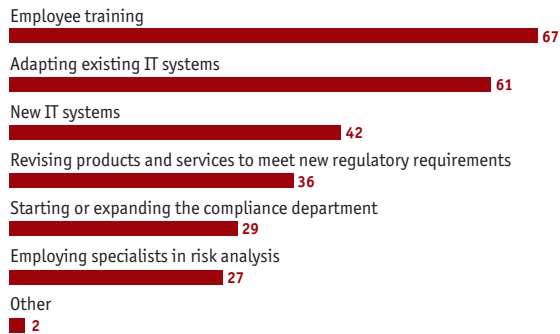 Employee training
67
Adapting existing IT systems
61
New IT systems
42
Revising products and services to meet new regulatory requirements
36
Starting or expanding the compliance department
29
Employing specialists in risk analysis
27
Other
2